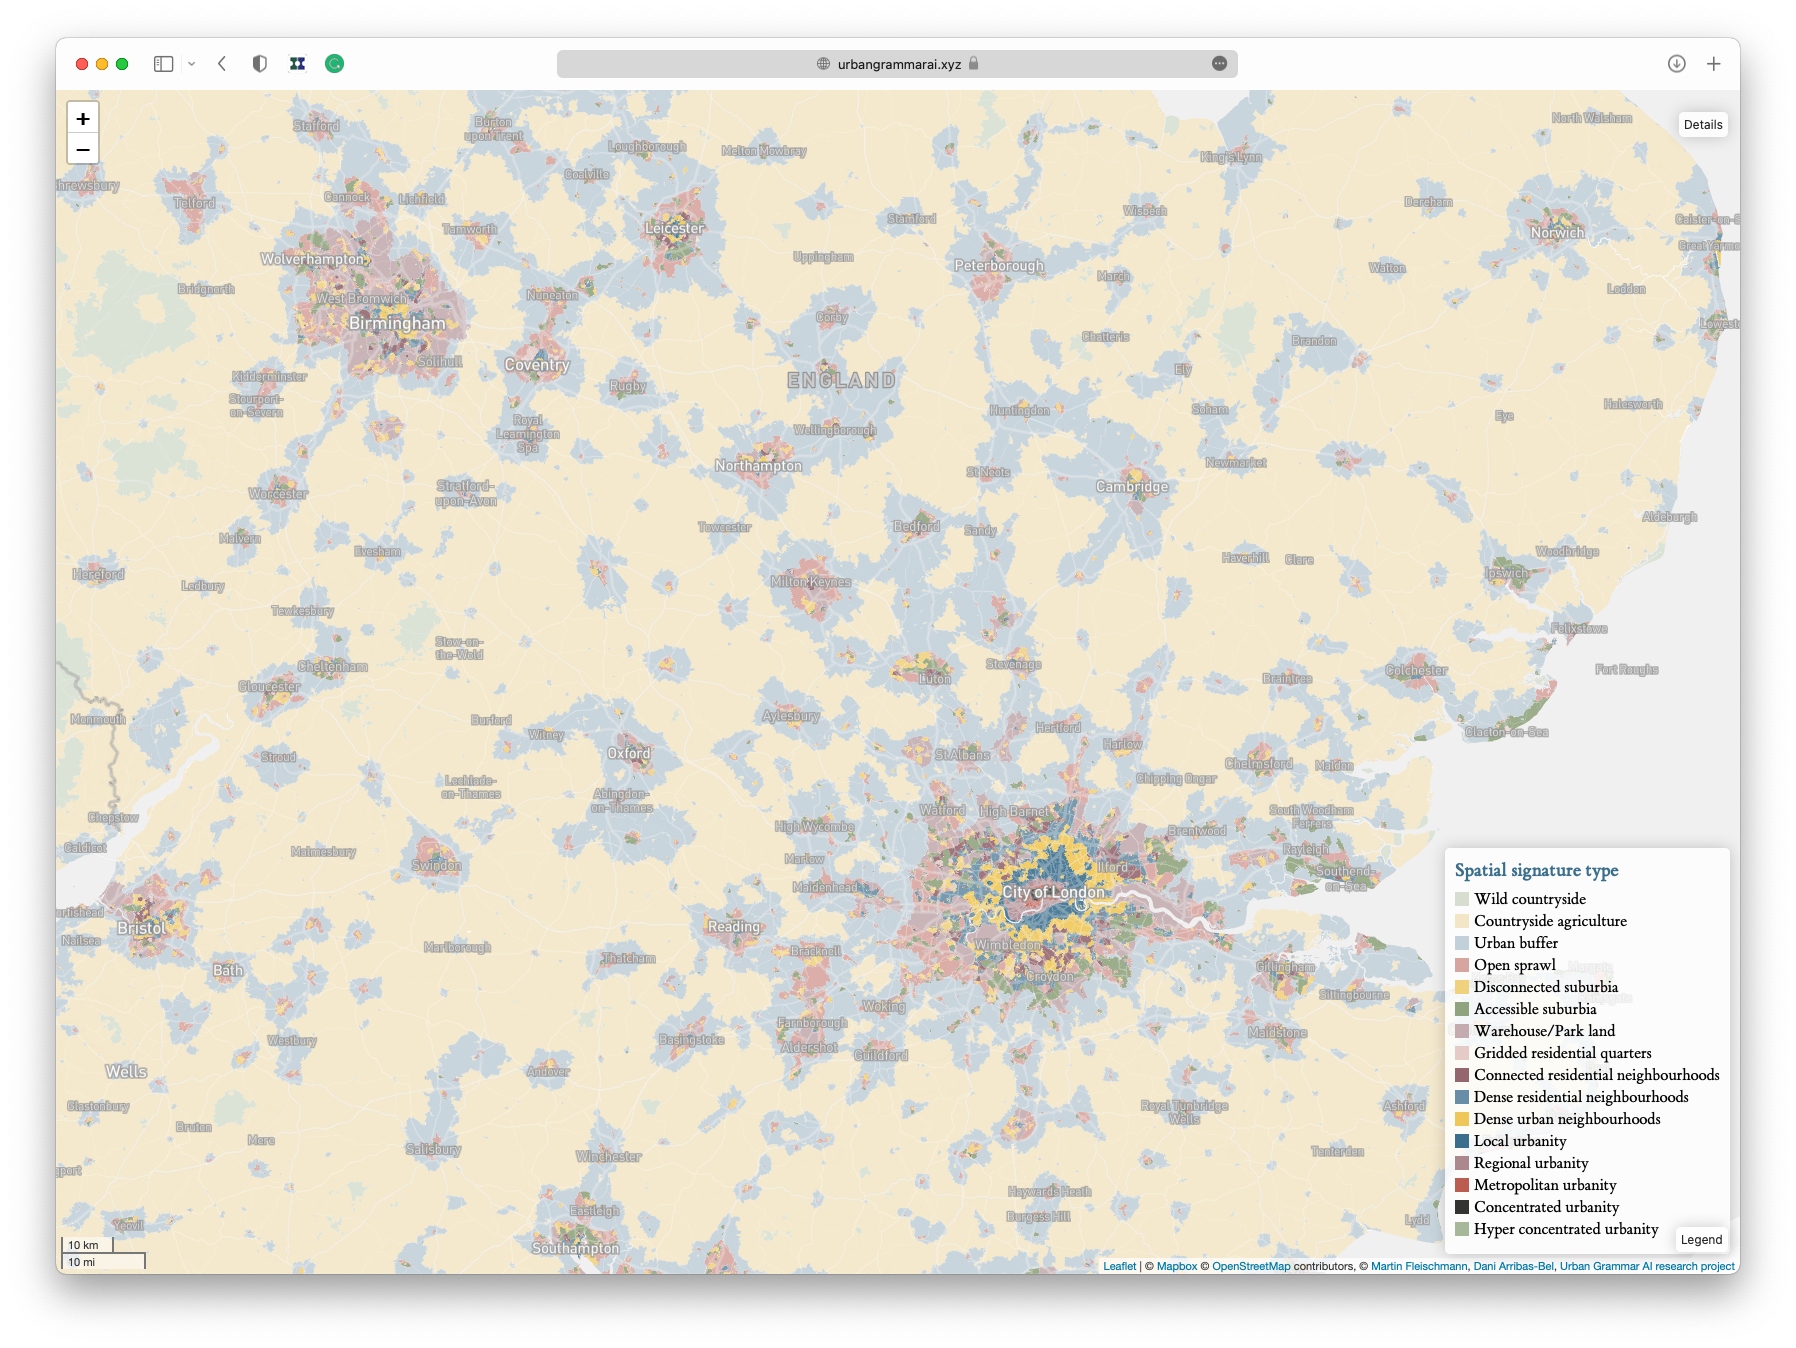 urbangrammarai.xyz
+
−
Details
Stafford
Burton
upon Trent
Loughborough
Melton Mowbray
King's Lynn
North Walsham
Coalville
Telford
Cannock
Lichfield
Tamworth
Leicester
Stamford
Wisbech
Dereham
Norwich
Wolverhampton
Uppingham
Peterborough
March
Watton
Loddon
Bridgnorth
West Bromwich
Nuneaton
Birmingham
Corby
Chatteris
Brandon
Solihull
Coventry
ENGLAND
Rugby
Ely
Kidderminster
Stourport-
on-Severn
Royal
Leamington
Spa
Wellingborough
Huntingdon
Soham
Eye
Halesworth
Northampton
St Neots
Newmarket
Worcester
Stratford-
upon-Avon
Cambridge
Malvern
Towcester
Bedford
Sandy
Aldeburgh
Evesham
Hereford
Ledbury
Milton Keynes
Haverhill
Clare
Woodbridge
Ipswich
Tewkesbury
Felixstowe
Stow-on-
the-Wold
Cheltenham
Gloucester
Luton
Stevenage
Braintree
Colchester
Fort Roughs
Monmouth
Burford
Witney
Aylesbury
Hertford
Clacton-on-Sea
Stroud
Oxford
St Albans
Harlow
Chelmsford
Maldon
Lechlade-
on-Thames
Abingdon-
on-Thames
Chipping Ongar
Chepstow
High Wycombe
Watford
High Barnet
Brentwood
South Woodham
Ferrers
Caldicot
Malmesbury
Swindon
Marlow
Ilford
Rayleigh
Southend-
on-Sea
Maidenhead
City of London
Bristol
Nailsea
Reading
Wimbledon
Marlborough
Thatcham
Bracknell
Croydon
Gillingham
Sittingbourne
Bath
Woking
Farnborough
Aldershot
Basingstoke
Guildford
Maidstone
Westbury
Wells
Andover
Glastonbury
Bruton
Mere
Royal Tunbridge
Wells
Ashford
Salisbury
Winchester
Tenterden
Haywards Heath
Burgess Hill
Lydd
Yeovil
Eastleigh
Southampton
Spatial signature type
Wild countryside
Countryside agriculture
Urban buffer
Open sprawl
Disconnected suburbia
Accessible suburbia
Warehouse/Park land
Gridded residential quarters
Connected residential neighbourhoods
Dense residential neighbourhoods
Dense urban neighbourhoods
Local urbanity
Regional urbanity
Metropolitan urbanity
Concentrated urbanity
Hyper concentrated urbanity
Legend
10 km
10 mi
Leaflet | © Mapbox © OpenStreetMap contributors, © Martin Fleischmann, Dani Arribas-Bel, Urban Grammar AI research project